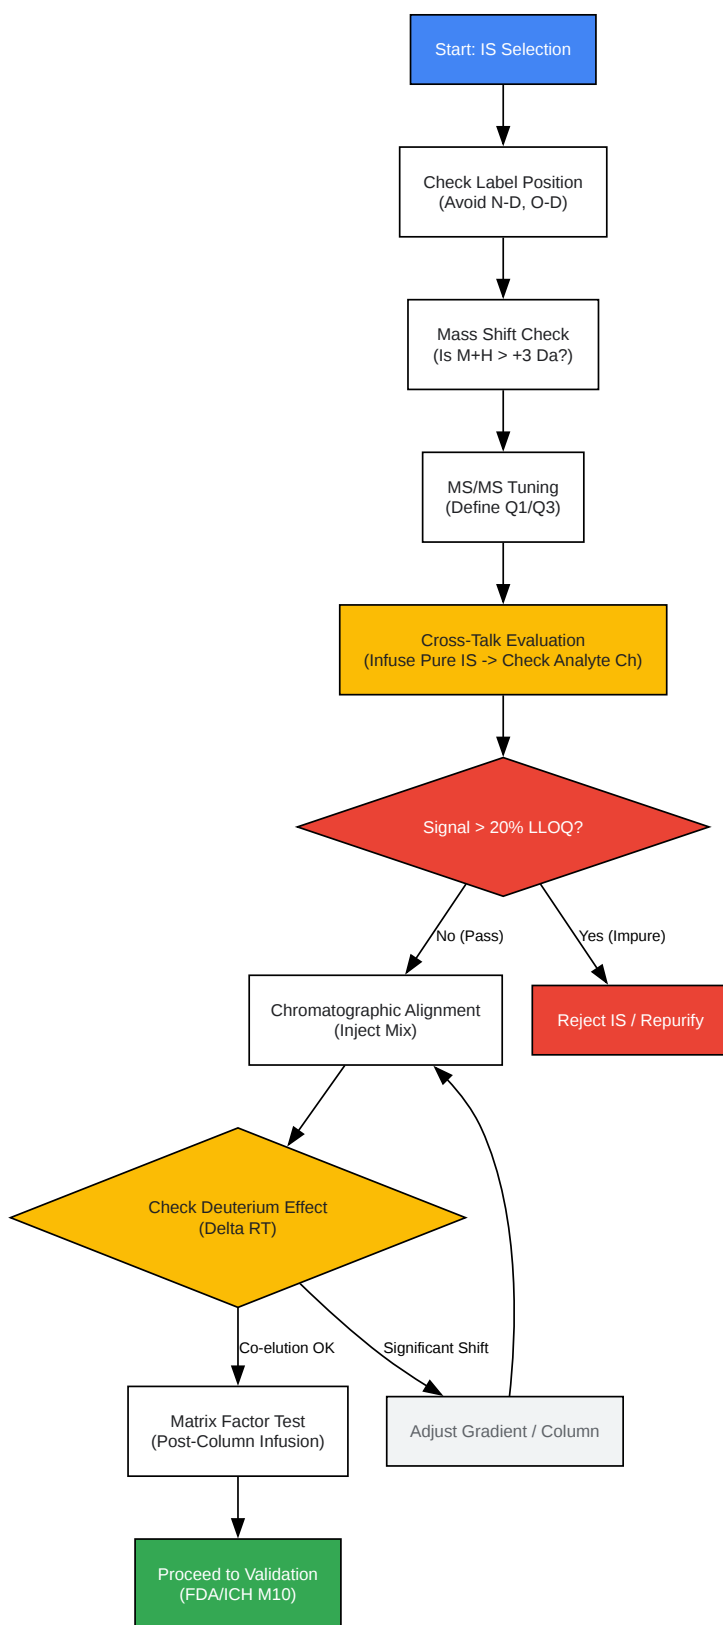 Start: IS Selection
Check Label Position
(Avoid N-D, O-D)
Mass Shift Check
(Is M+H > +3 Da?)
MS/MS Tuning
(Define Q1/Q3)
Cross-Talk Evaluation
(Infuse Pure IS -> Check Analyte Ch)
Signal > 20% LLOQ?
No (Pass)
Yes (Impure)
Chromatographic Alignment
(Inject Mix)
Reject IS / Repurify
Check Deuterium Effect
(Delta RT)
Co-elution OK
Significant Shift
Matrix Factor Test
(Post-Column Infusion)
Adjust Gradient / Column
Proceed to Validation
(FDA/ICH M10)